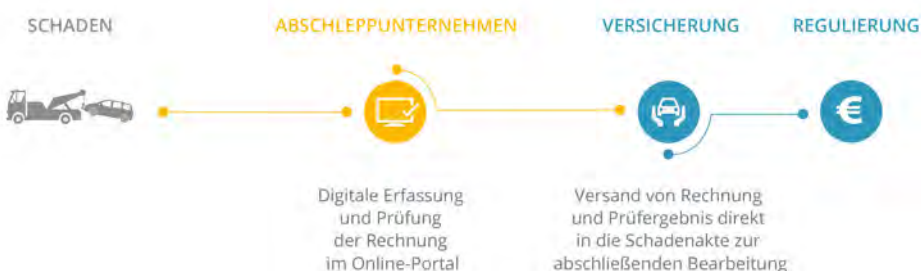 SCHADEN
ABSCHLEPPUNTERNEHMEN
VERSICHERUNG
REGULIERUNG
€
Digitale Erfassung
und Prüfung
der Rechnung
im Online-Portal
Versand von Rechnung
und Prüfergebnis direkt
in die Schadenakte zur
abschließenden Bearbeitung